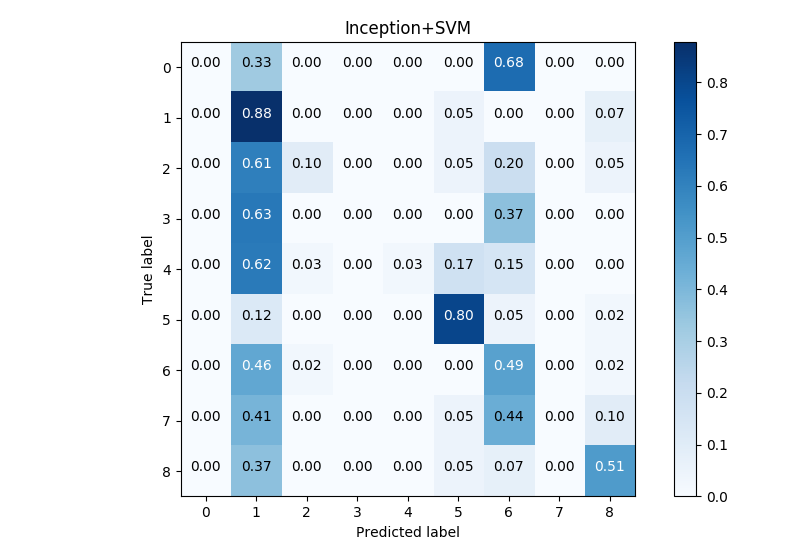 Inception+SVM
True label
0 0.00 0.33 0.00 0.00 0.00 0.00 0.68 0.00 0.00
1 0.00 0.88 0.00 0.00 0.00 0.05 0.00 0.00 0.07
2 0.00 0.61 0.10 0.00 0.00 0.05 0.20 0.00 0.05
3 0.00 0.63 0.00 0.00 0.00 0.00 0.37 0.00 0.00
4 0.00 0.62 0.03 0.00 0.03 0.17 0.15 0.00 0.00
5 0.00 0.12 0.00 0.00 0.00 0.80 0.05 0.00 0.02
6 0.00 0.46 0.02 0.00 0.00 0.00 0.49 0.00 0.02
7 0.00 0.41 0.00 0.00 0.00 0.05 0.44 0.00 0.10
8 0.00 0.37 0.00 0.00 0.00 0.05 0.07 0.00 0.51
0 1 2 3 4 5 6 7 8
Predicted label
0.8
0.7
0.6
0.5
0.4
0.3
0.2
0.1
0.0